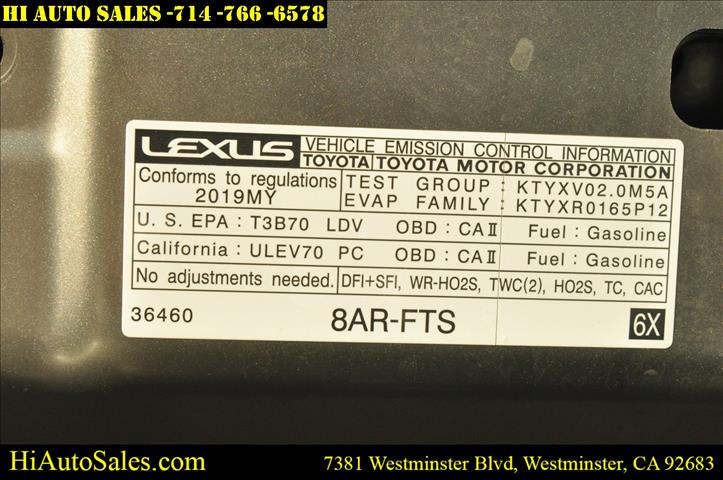 HI AUTO SALES -714 -766 -6578
LEXUS VEHICLE EMISSION CONTROL INFORMATION
TOYOTA TOYOTA MOTOR CORPORATION
Conforms to regulations TEST GROUP : KTYXV02.0M5A
2019MY EVAP FAMILY : KTYXR0165P12
U. S. EPA : T3B70 LDV OBD : CAⅡ Fuel : Gasoline
California : ULEV70 PC OBD : CAⅡ Fuel : Gasoline
No adjustments needed. DFI+SFI, WR-HO2S, TWC(2), HO2S, TC, CAC
36460 8AR-FTS 6X
HiAutoSales.com 7381 Westminster Blvd, Westminster, CA 92683